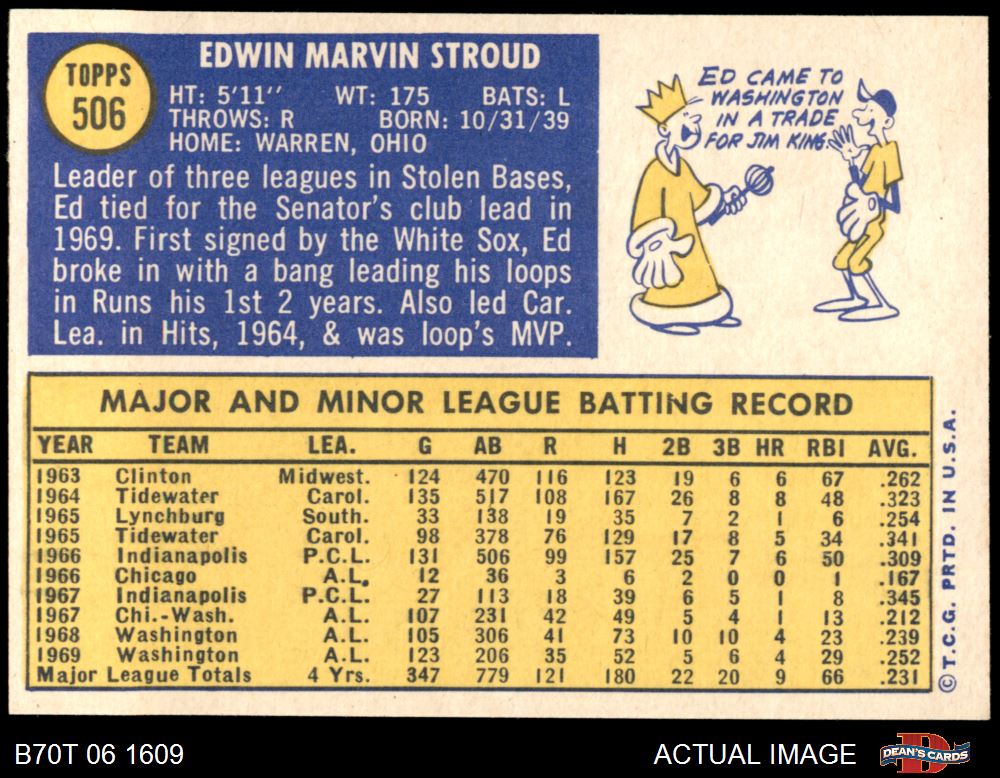 TOPPS
506
EDWIN MARVIN STROUD
HT: 5'11" WT: 175 BATS: L
THROWS: R BORN: 10/31/39
HOME: WARREN, OHIO
Leader of three leagues in Stolen Bases,
Ed tied for the Senator's club lead in
1969. First signed by the White Sox, Ed
broke in with a bang leading his loops
in Runs his 1st 2 years. Also led Car.
Lea. in Hits, 1964, & was loop's MVP.
ED CAME TO
WASHINGTON
IN A TRADE
FOR JIM KING.
MAJOR AND MINOR LEAGUE BATTING RECORD
YEAR TEAM LEA. G AB R H 2B 3B HR RBI AVG.
1963 Clinton Midwest. 124 470 116 123 19 6 6 67 .262
1964 Tidewater Carol. 135 517 108 167 26 8 8 48 .323
1965 Lynchburg South. 33 138 19 35 7 2 1 6 .254
1965 Tidewater Carol. 98 378 76 129 17 8 5 34 .341
1966 Indianapolis P.C.L. 131 506 99 157 25 7 6 50 .309
1966 Chicago A.L. 12 36 3 6 2 0 0 1 .167
1967 Indianapolis P.C.L. 27 113 18 39 6 5 1 8 .345
1967 Chi.-Wash. A.L. 107 231 42 49 5 4 1 13 .212
1968 Washington A.L. 105 306 41 73 10 10 4 23 .239
1969 Washington A.L. 123 206 35 52 5 6 4 29 .252
Major League Totals 4 Yrs. 347 779 121 180 22 20 9 66 .231
©T.C.G. PRTD. IN U.S.A.
B70T 06 1609
ACTUAL IMAGE
DEAN'S CARDS